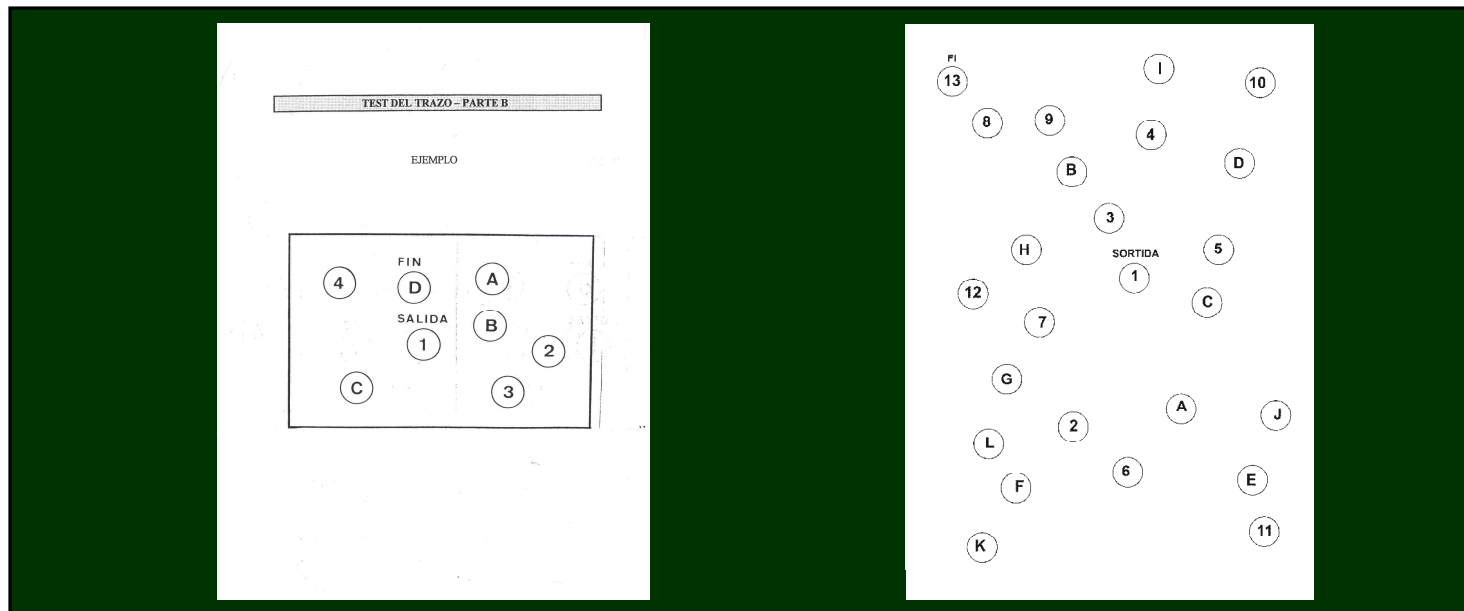 TEST DEL TRAZO – PARTE B
EJEMPLO
FIN
4 D A
SALIDA
B
1 2
C 3
FI
13 I 10
8 9 4
B D
3
H SORTIDA 5
1
12 C
7
G
A J
2
L
6 E
F
11
K